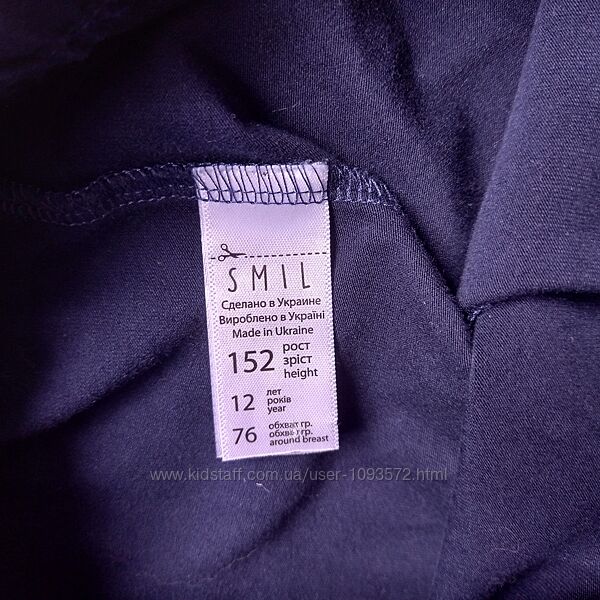 SMIL
Сделано в Украине
Вироблено в Україні
Made in Ukraine
152 рост
зріст
height
12 лет
років
year
76 обхват гр.
обхват гр.
around breast
www.kidstaff.com.ua/user-1093572.html